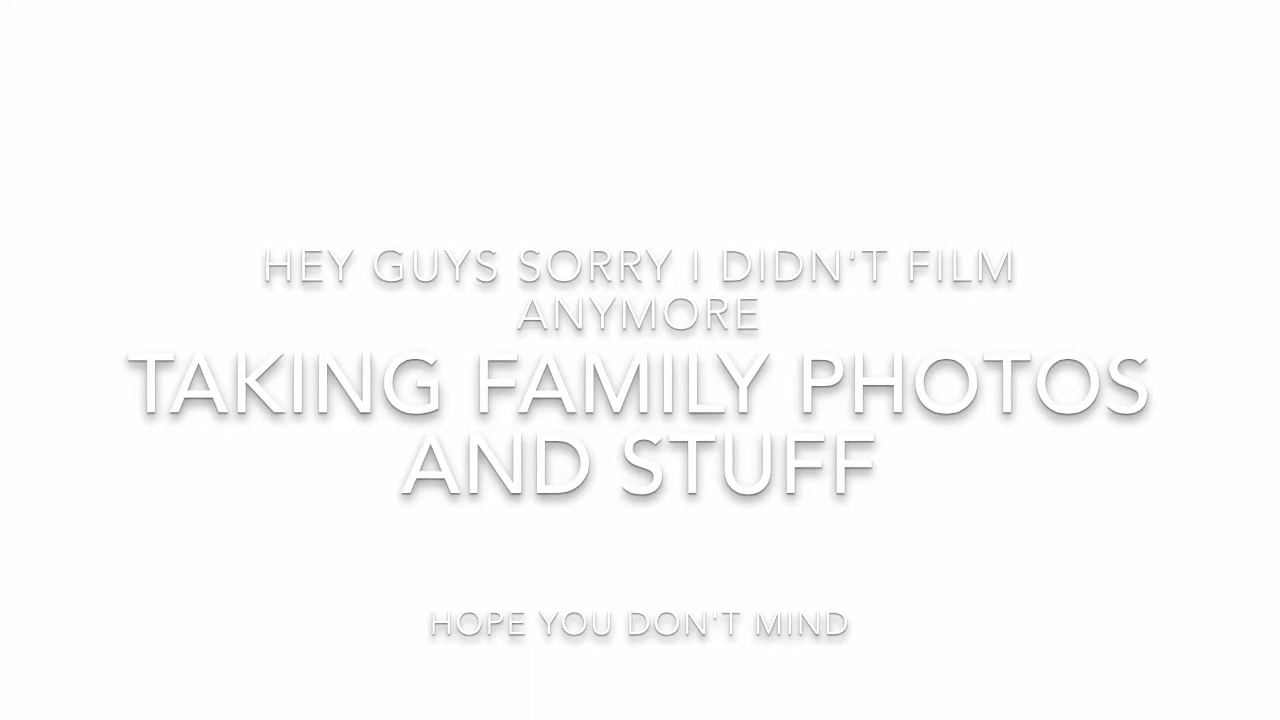 HEY GUYS SORRY I DIDN'T FILM
ANYMORE
TAKING FAMILY PHOTOS
AND STUFF
HOPE YOU DON'T MIND